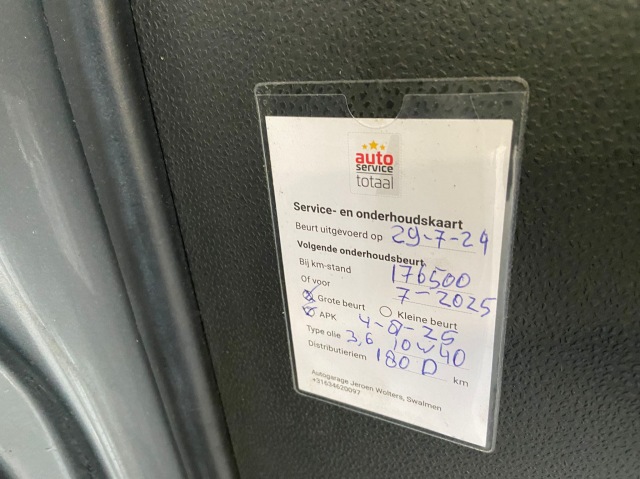 auto
service
totaal
Service- en onderhoudskaart
Beurt uitgevoerd op 29-7-24
Volgende onderhoudsbeurt
Bij km-stand 176500
Of voor 7-2025
Grote beurt Kleine beurt
APK 4-8-25
Type olie 3,6 10W40
Distributieriem 180 D km
Autogarage Jeroen Wolters, Swalmen
+31634620097